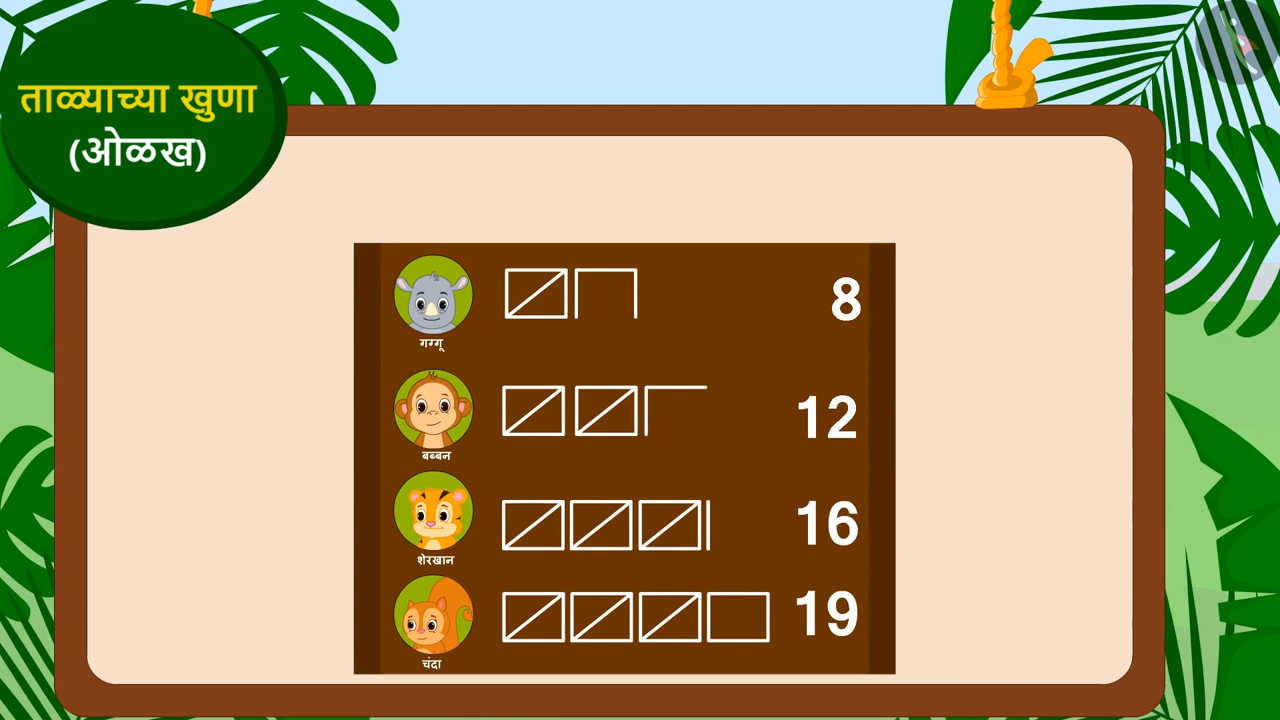 ताळ्याच्या खुणा
(ओळख)
गग्गू 8
बब्बन 12
शेरखान 16
चंदा 19